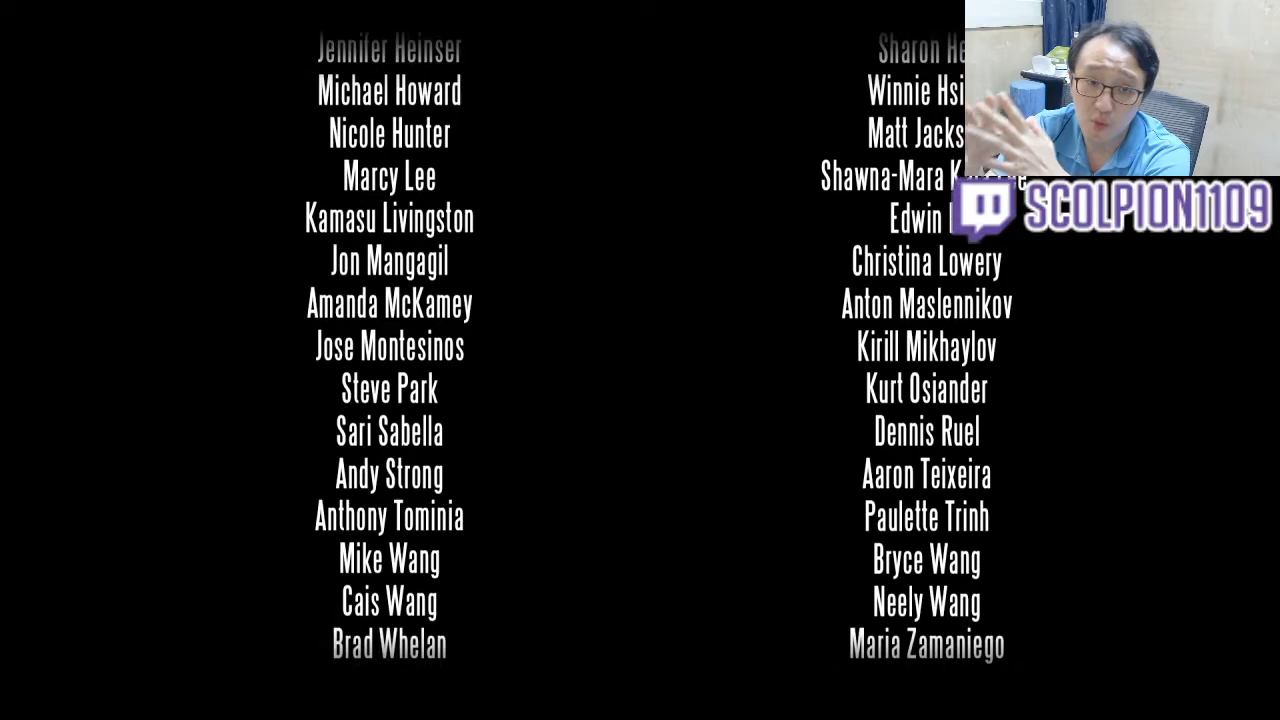 Jennifer Heinser
Michael Howard
Nicole Hunter
Marcy Lee
Kamasu Livingston
Jon Mangagil
Amanda McKamey
Jose Montesinos
Steve Park
Sari Sabella
Andy Strong
Anthony Tominia
Mike Wang
Cais Wang
Brad Whelan
Sharon
Winnie
Matt
Shawna-Mara
Edwin
Christina Lowery
Anton Maslennikov
Kirill Mikhaylov
Kurt Osiander
Dennis Ruel
Aaron Teixeira
Paulette Trinh
Bryce Wang
Neely Wang
Maria Zamaniego
SCOLPION1109